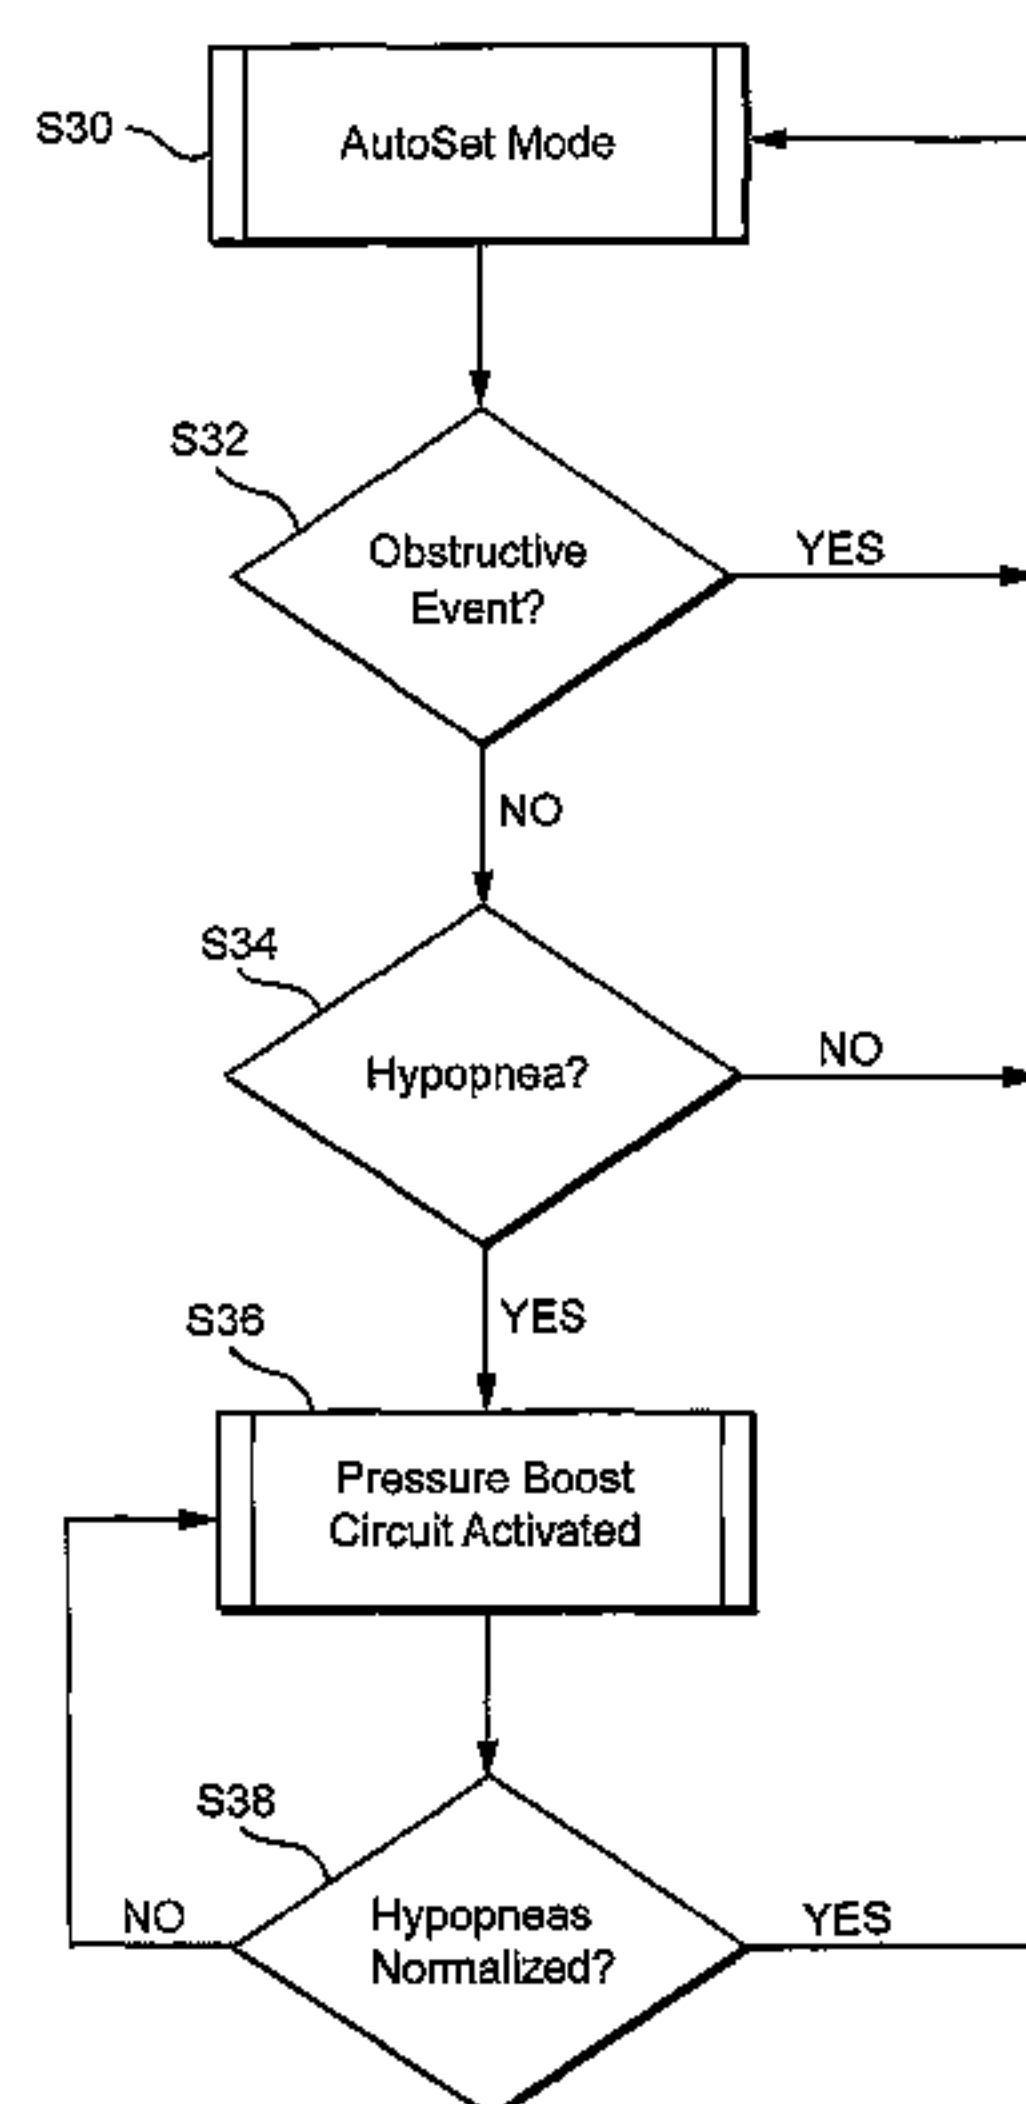 S30
AutoSet Mode
S32
Obstructive
Event?
YES
NO
S34
Hypopnea?
NO
YES
S36
Pressure Boost
Circuit Activated
S38
NO
Hypopneas
Normalized?
YES